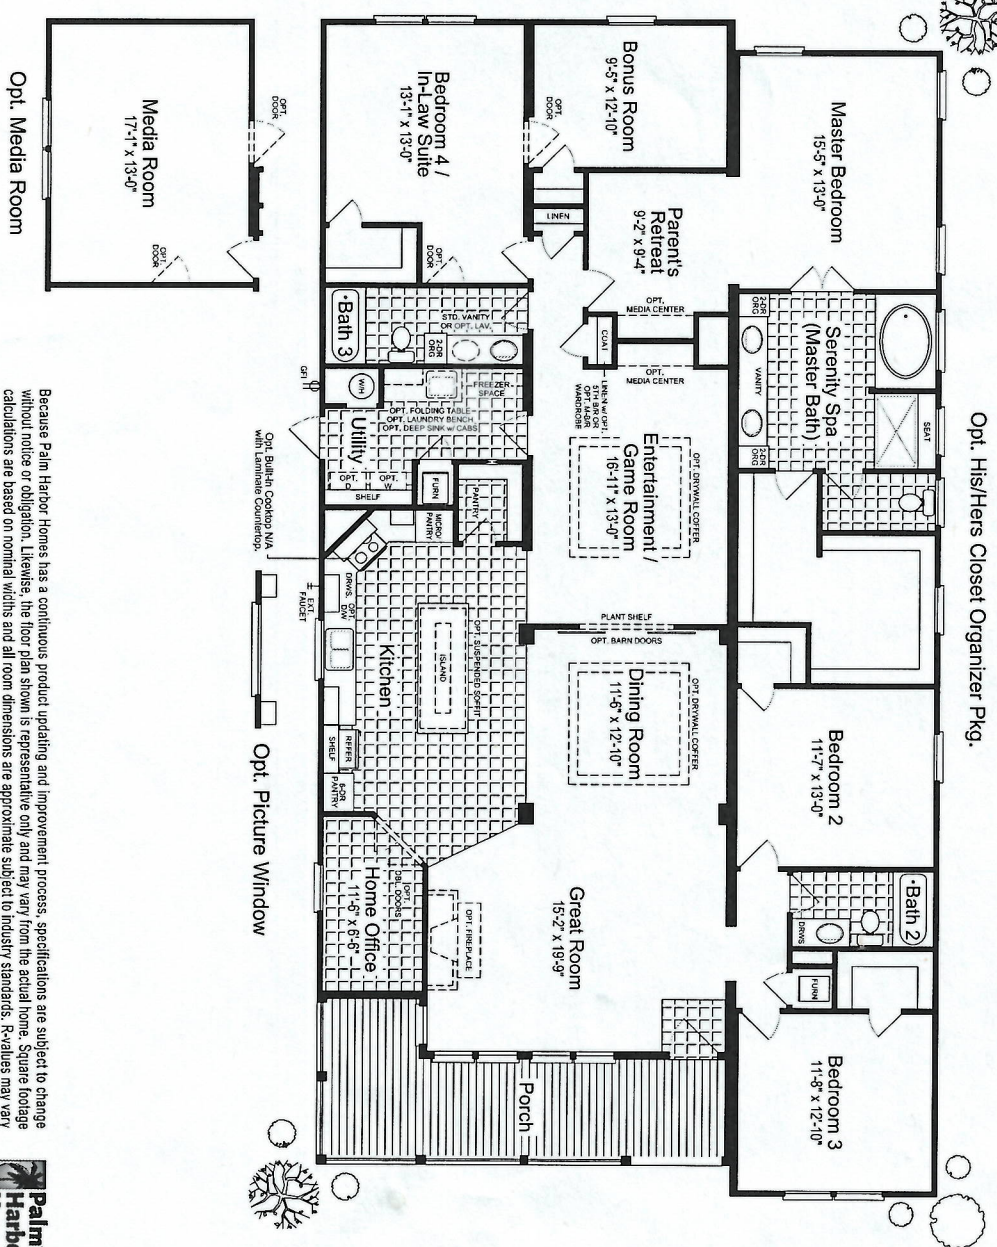 Opt. His/Hers Closet Organizer Pkg.
Master Bedroom
15'-5" x 13'-0"
2-DR
ORG
VANITY
2-DR
ORG
Serenity Spa
(Master Bath)
SEAT
Bedroom 2
11'-7" x 13'-0"
Bath 2
DRWS
FURN
Bedroom 3
11'-8" x 12'-10"
Bonus Room
9'-5" x 12'-10"
OPT.
DOOR
LINEN
Parent's
Retreat
9'-2" x 9'-4"
OPT.
MEDIA CENTER
COAT
OPT.
MEDIA CENTER
LINEN w/ OPT.
5TH B/R OR
OPT. M-DR
WARDROBE
OPT. DRYWALL COFFER
Entertainment /
Game Room
16'-11" x 13'-0"
PLANT SHELF
OPT. BARN DOORS
OPT. DRYWALL COFFER
Dining Room
11'-6" x 12'-10"
Great Room
15'-2" x 19'-9"
OPT. FIREPLACE
Porch
Bedroom 4 /
In-Law Suite
13'-1" x 13'-0"
OPT.
DOOR
Bath 3
STD. VANITY
OR OPT. LAV.
2-DR
ORG
GFI
W/H
FREEZER
SPACE
OPT. FOLDING TABLE
OPT. LAUNDRY BENCH
OPT. DEEP SINK w/ CABS
Utility
OPT.
D
OPT.
W
SHELF
FURN
PANTRY
MICRO/
PANTRY
Opt. Built-In Cooktop N/A
with Laminate Countertop.
DRWS.
OPT.
D/W
EXT.
FAUCET
OPT. SUSPENDED SOFFIT
ISLAND
Kitchen
REFER
SHELF
6-DR
PANTRY
OPT.
DBL. DOORS
Home Office
11'-6" x 6'-6"
Opt. Picture Window
OPT.
DOOR
Media Room
17'-1" x 13'-0"
OPT.
DOOR
Opt. Media Room
Because Palm Harbor Homes has a continuous product updating and improvement process, specifications are subject to change
without notice or obligation. Likewise, the floor plan shown is representative only and may vary from the actual home. Square footage
calculations are based on nominal widths and all room dimensions are approximate subject to industry standards. R-values may vary
Palm
Harbo